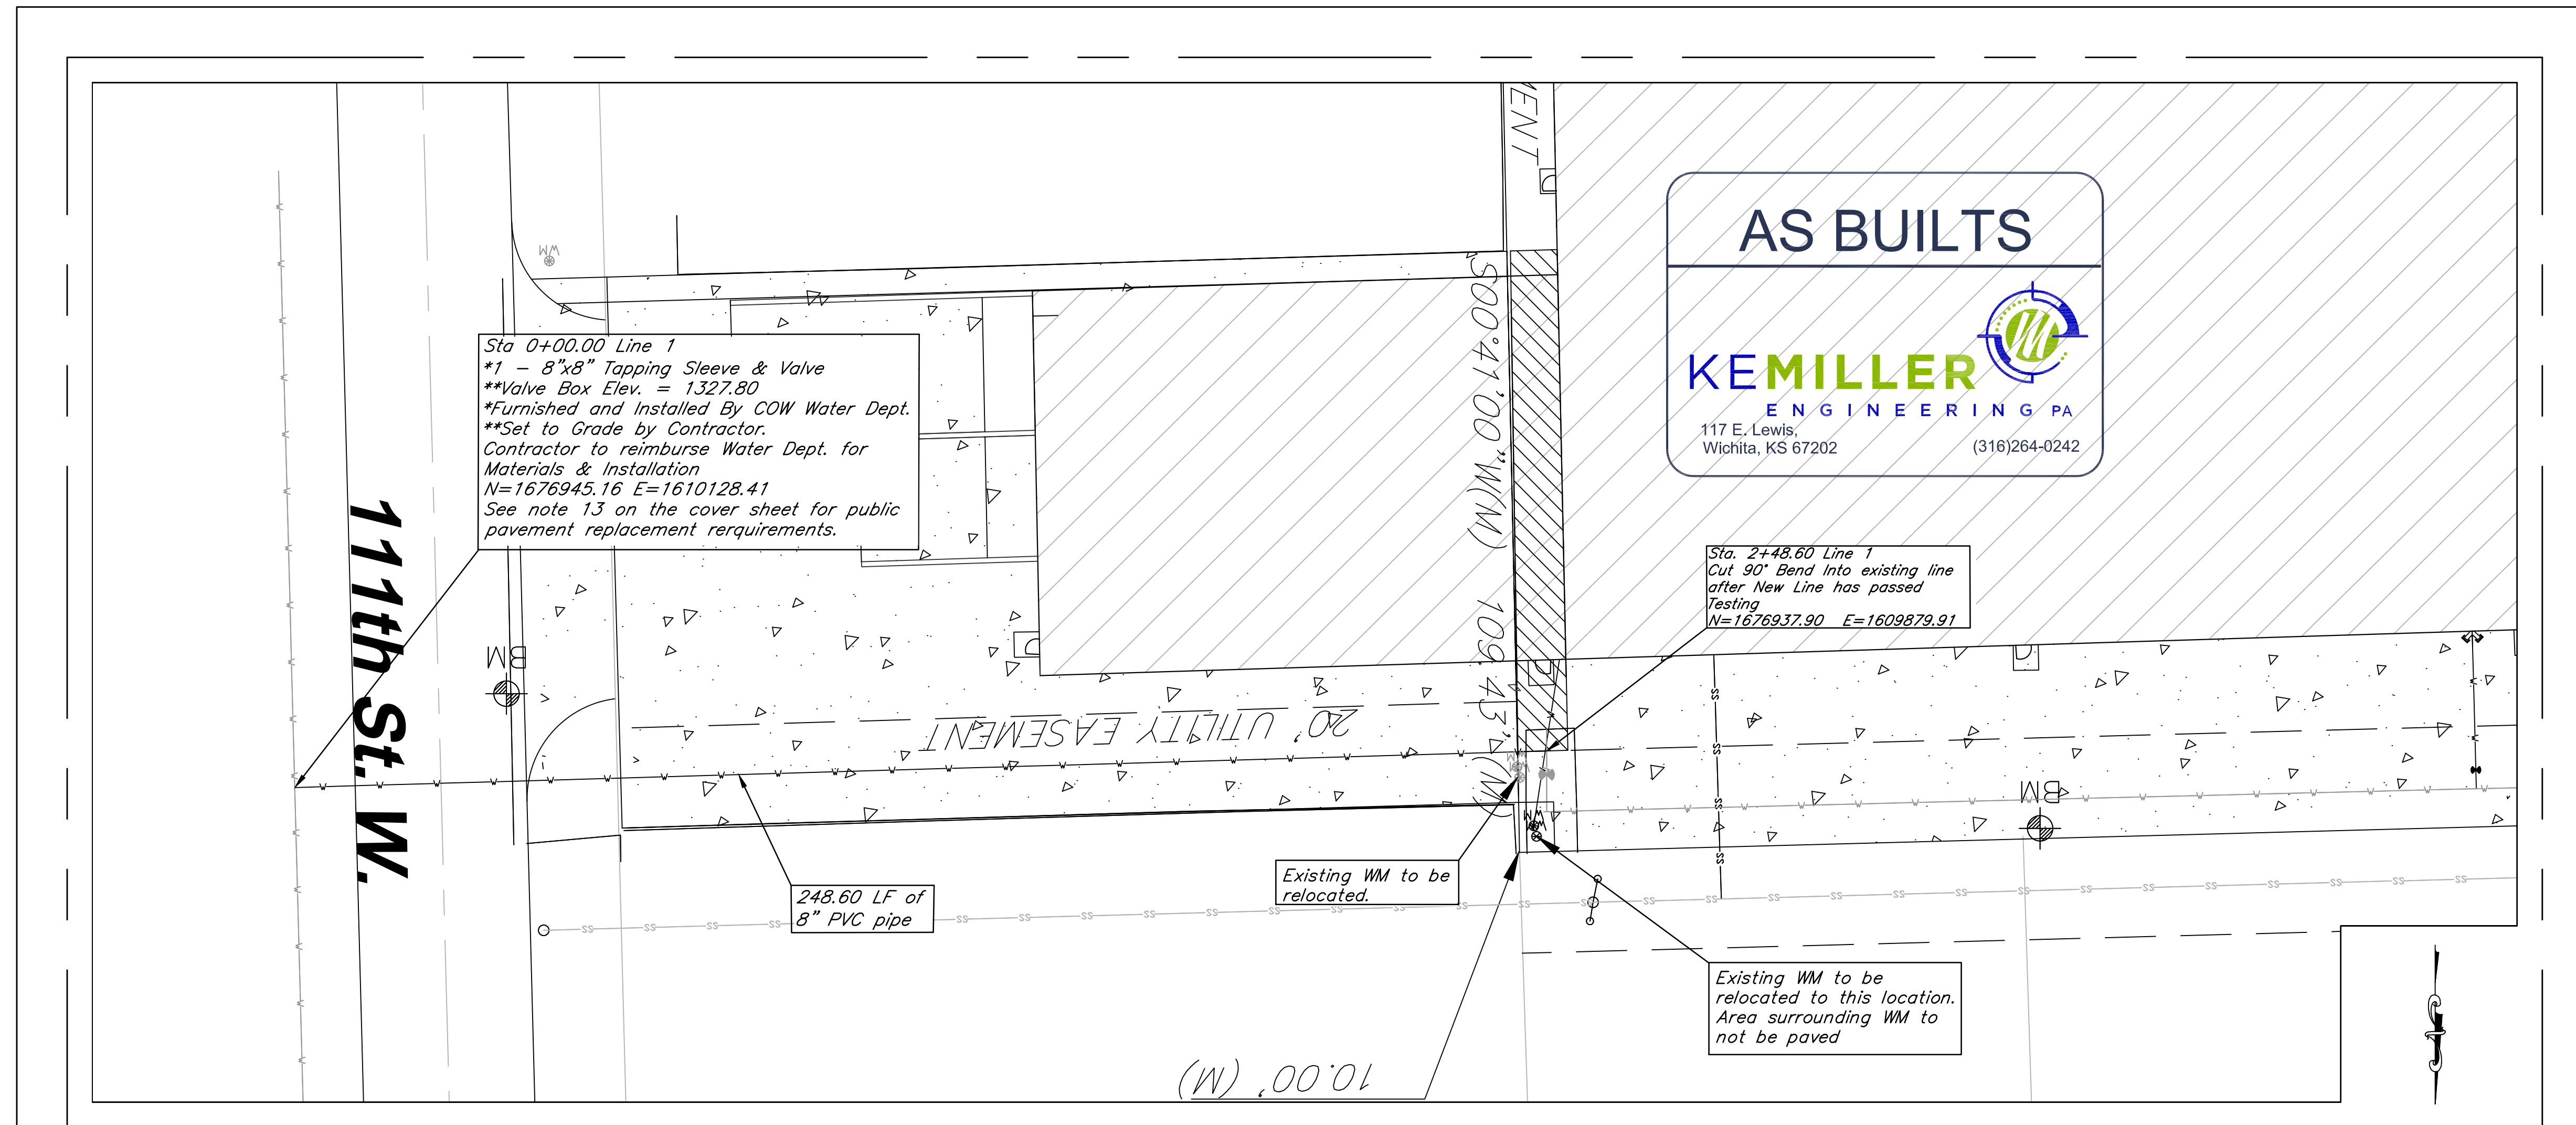 MENT
AS BUILTS
KEMILLER
ENGINEERING PA
117 E. Lewis,
Wichita, KS 67202
(316)264-0242
WM
Sta 0+00.00 Line 1
*1 - 8"x8" Tapping Sleeve & Valve
**Valve Box Elev. = 1327.80
*Furnished and Installed By COW Water Dept.
**Set to Grade by Contractor.
Contractor to reimburse Water Dept. for
Materials & Installation
N=1676945.16 E=1610128.41
See note 13 on the cover sheet for public
pavement replacement rerquirements.
111th St. W.
S00°41'00"W(M)
109.43' (M)
Sta. 2+48.60 Line 1
Cut 90° Bend Into existing line
after New Line has passed
Testing
N=1676937.90 E=1609879.91
BM
20' UTILITY EASEMENT
WM
WM
WM
WM
BM
248.60 LF of
8" PVC pipe
Existing WM to be
relocated.
Existing WM to be
relocated to this location.
Area surrounding WM to
not be paved
10.00' (M)